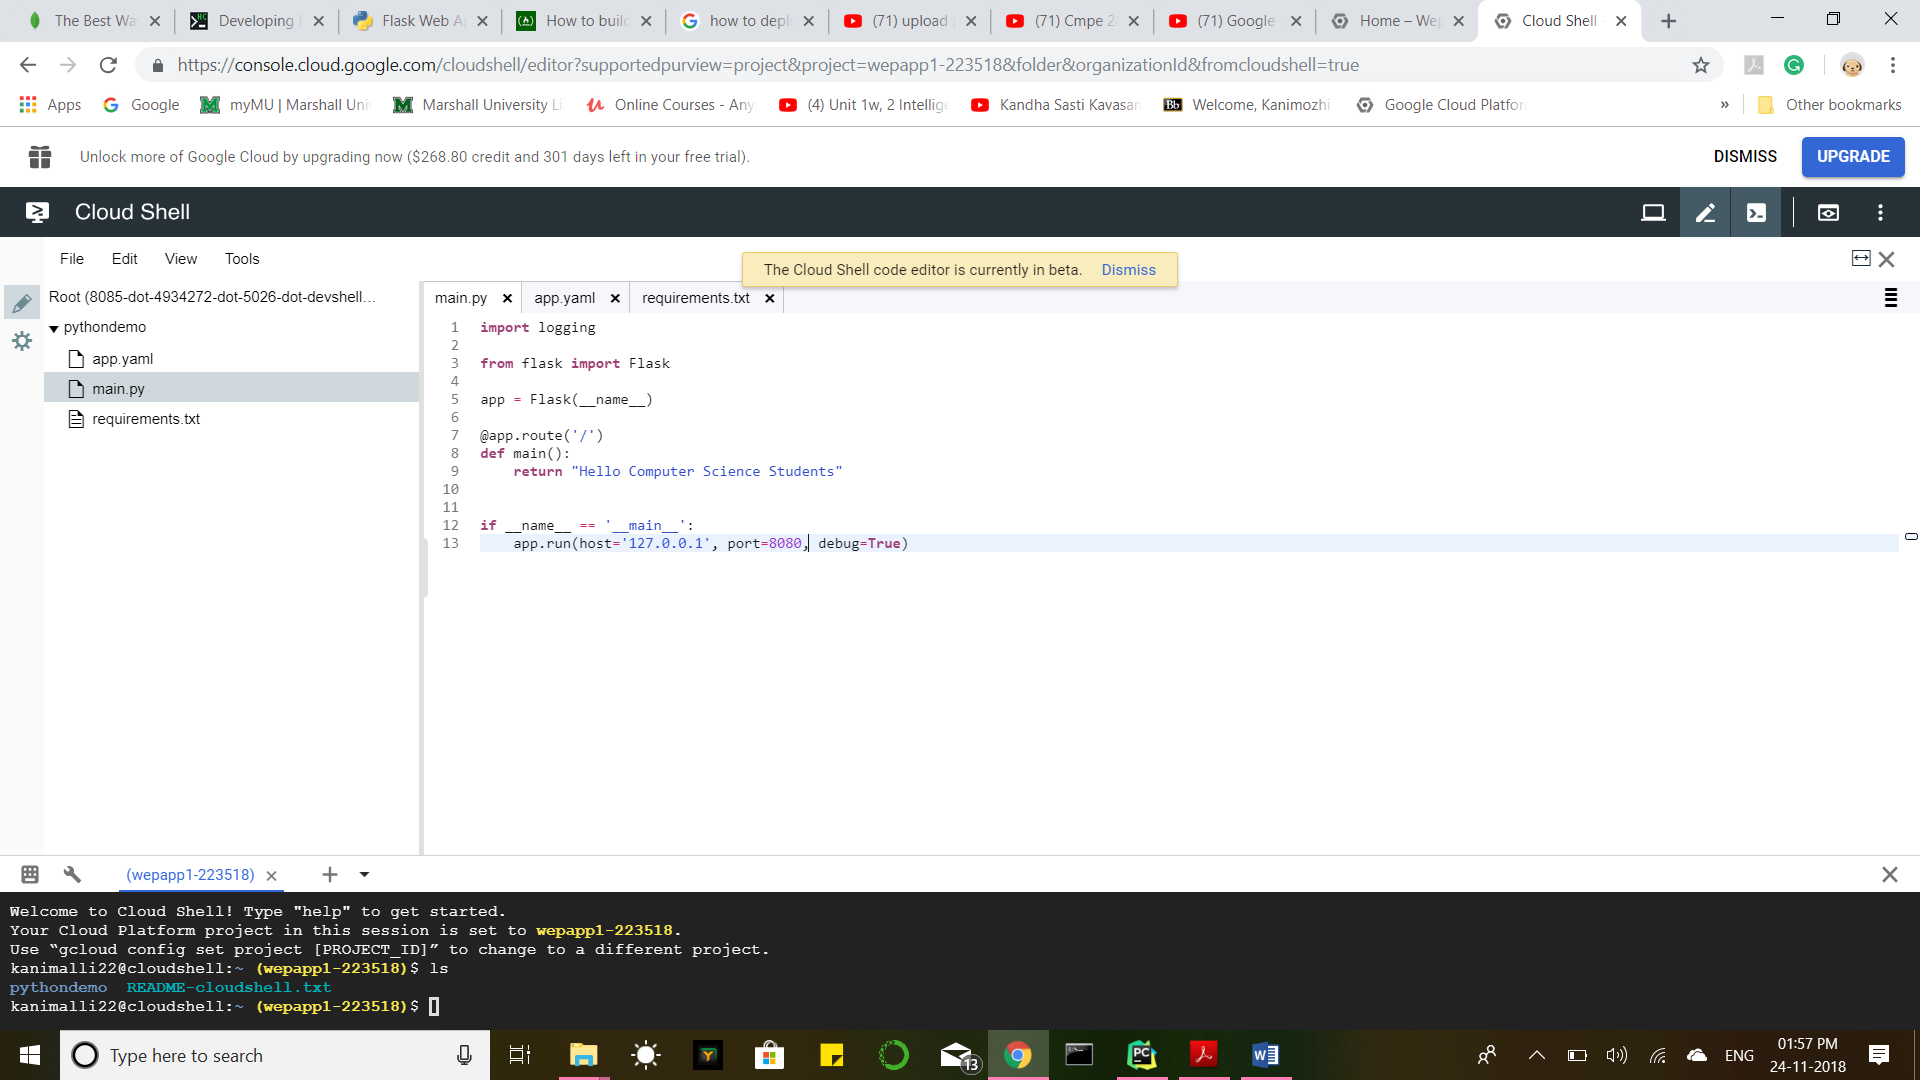 The Best Wa
Developing
Flask Web A
How to build
how to depl
(71) upload
(71) Cmpe 2
(71) Google
Home – Wep
Cloud Shell
https://console.cloud.google.com/cloudshell/editor?supportedpurview=project&project=wepapp1-223518&folder&organizationId&fromcloudshell=true
Apps
Google
myMU | Marshall Uni
Marshall University Li
Online Courses - Any
(4) Unit 1w, 2 Intellige
Kandha Sasti Kavasam
Welcome, Kanimozhi
Google Cloud Platfor
»
Other bookmarks
Unlock more of Google Cloud by upgrading now ($268.80 credit and 301 days left in your free trial).
DISMISS
UPGRADE
Cloud Shell
File Edit View Tools
The Cloud Shell code editor is currently in beta. Dismiss
Root (8085-dot-4934272-dot-5026-dot-devshell...
pythondemo
app.yaml
main.py
requirements.txt
main.py
app.yaml
requirements.txt
1 import logging
2
3 from flask import Flask
4
5 app = Flask(__name__)
6
7 @app.route('/')
8 def main():
9 return "Hello Computer Science Students"
10
11
12 if __name__ == '__main__':
13 app.run(host='127.0.0.1', port=8080, debug=True)
(wepapp1-223518)
Welcome to Cloud Shell! Type "help" to get started.
Your Cloud Platform project in this session is set to wepapp1-223518.
Use “gcloud config set project [PROJECT_ID]” to change to a different project.
kanimalli22@cloudshell:~ (wepapp1-223518)$ ls
pythondemo README-cloudshell.txt
kanimalli22@cloudshell:~ (wepapp1-223518)$
Type here to search
13
ENG
01:57 PM
24-11-2018